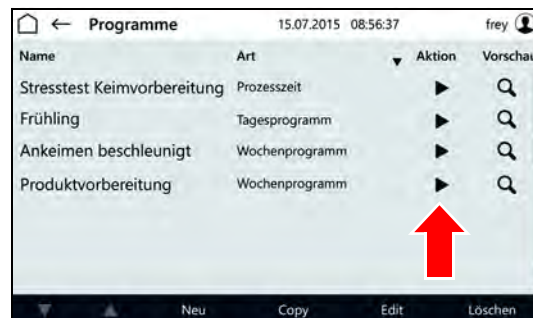 Programme 15.07.2015 08:56:37 frey
Name Art Aktion Vorschau
Stresstest Keimvorbereitung Prozesszeit
Frühling Tagesprogramm
Ankeimen beschleunigt Wochenprogramm
Produktvorbereitung Wochenprogramm
Neu Copy Edit Löschen